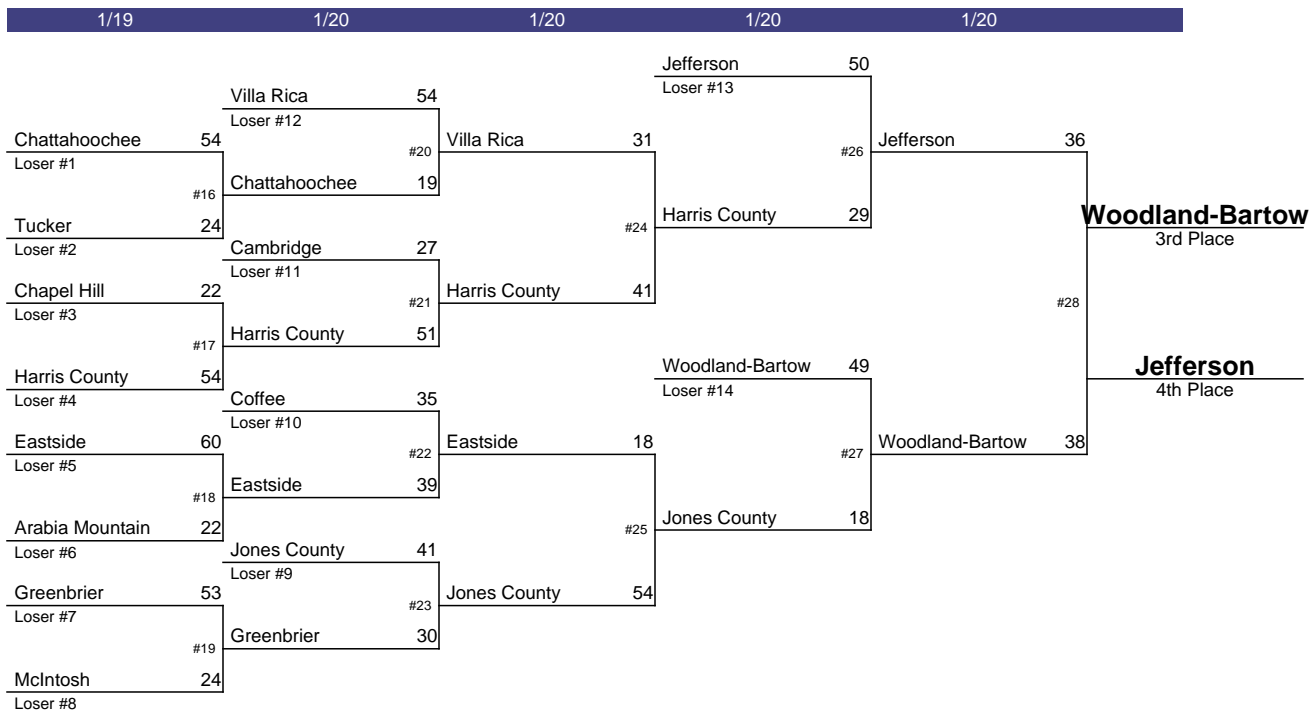 1/19 1/20 1/20 1/20 1/20
Jefferson 50
Loser #13
Villa Rica 54
Loser #12
Chattahoochee 54
Loser #1
#20
Villa Rica 31
#26
Jefferson 36
#16
Chattahoochee 19
Tucker 24
Loser #2
#24
Harris County 29
Woodland-Bartow
3rd Place
Cambridge 27
Loser #11
Chapel Hill 22
Loser #3
#21
Harris County 41
#28
#17
Harris County 51
Harris County 54
Loser #4
Woodland-Bartow 49
Loser #14
Jefferson
4th Place
Coffee 35
Loser #10
Eastside 60
Loser #5
#22
Eastside 18
#27
Woodland-Bartow 38
#18
Eastside 39
Arabia Mountain 22
Loser #6
#25
Jones County 18
Jones County 41
Loser #9
Greenbrier 53
Loser #7
#23
Jones County 54
#19
Greenbrier 30
McIntosh 24
Loser #8